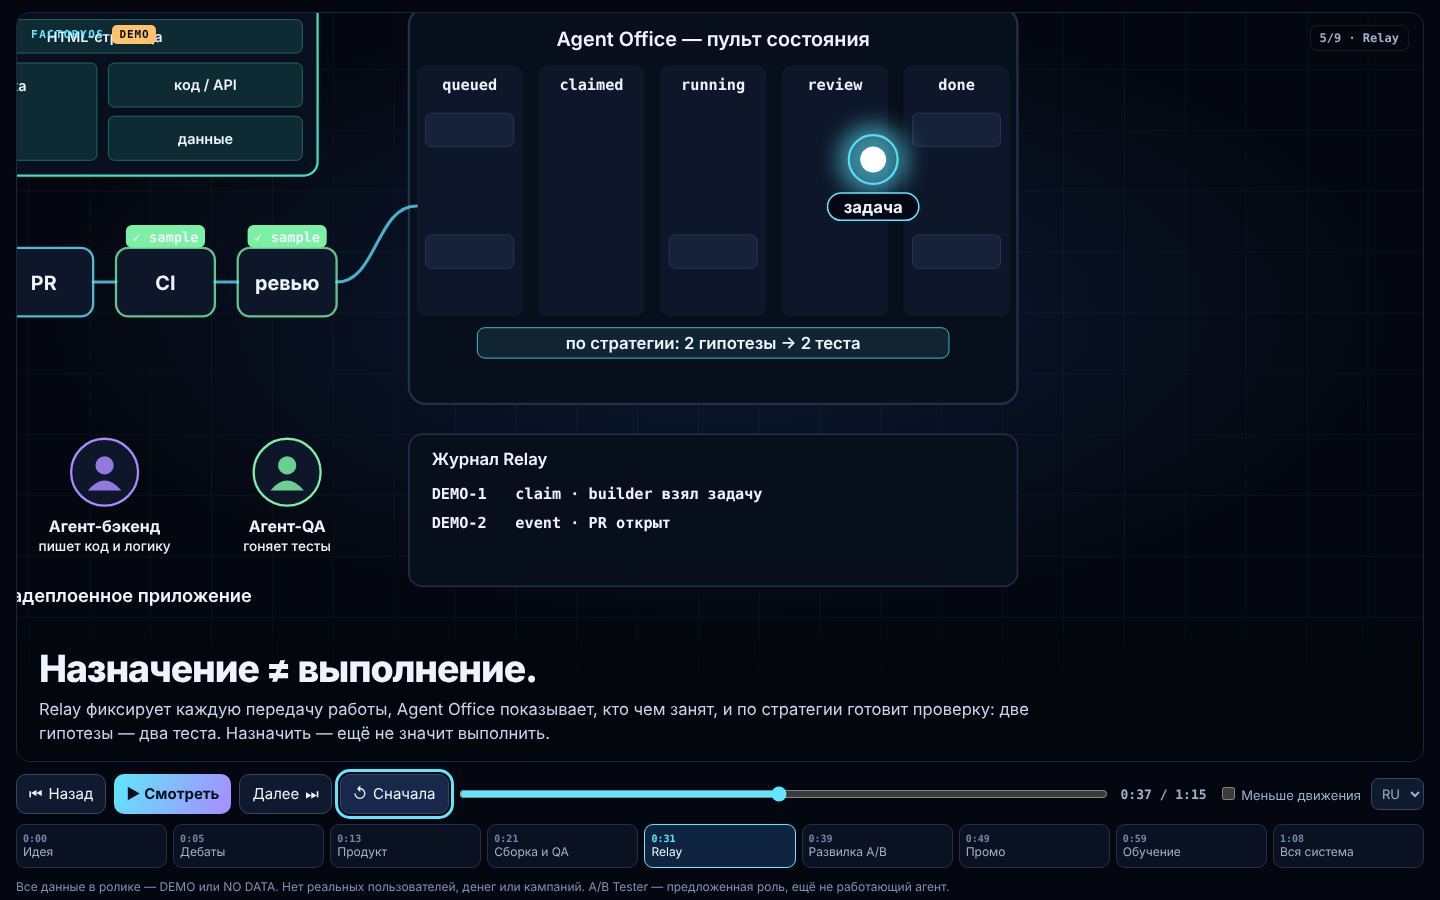 FACTORYOS DEMO
5/9 · Relay
код / API
данные
Agent Office — пульт состояния
queued claimed running review done
задача
по стратегии: 2 гипотезы → 2 теста
✓ sample ✓ sample
PR CI ревью
Агент-бэкенд
пишет код и логику
Агент-QA
гоняет тесты
Журнал Relay
DEMO-1 claim · builder взял задачу
DEMO-2 event · PR открыт
адеплоенное приложение
Назначение ≠ выполнение.
Relay фиксирует каждую передачу работы, Agent Office показывает, кто чем занят, и по стратегии готовит проверку: две
гипотезы — два теста. Назначить — ещё не значит выполнить.
⏮ Назад ▶ Смотреть Далее ⏭ ↺ Сначала 0:37 / 1:15 Меньше движения RU
0:00 0:05 0:13 0:21 0:31 0:39 0:49 0:59 1:08
Идея Дебаты Продукт Сборка и QA Relay Развилка A/B Промо Обучение Вся система
Все данные в ролике — DEMO или NO DATA. Нет реальных пользователей, денег или кампаний. A/B Tester — предложенная роль, ещё не работающий агент.